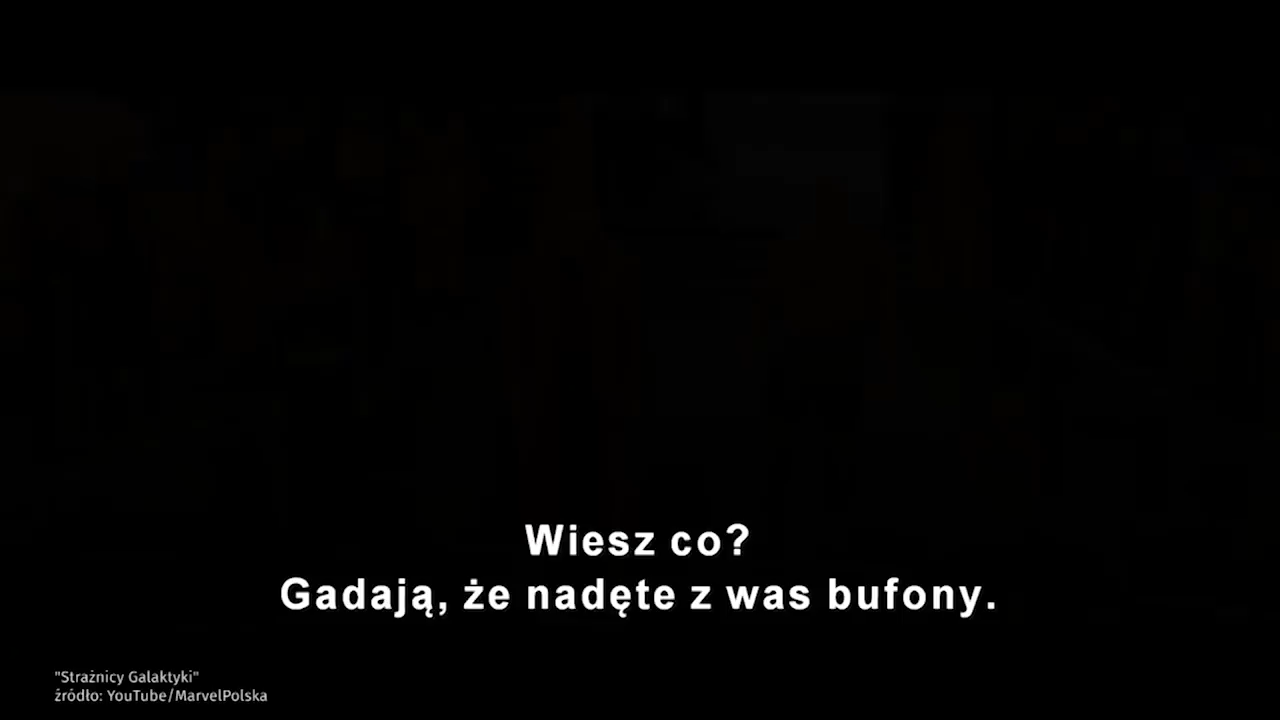 Wiesz co?
Gadają, że nadęte z was bufony.
"Strażnicy Galaktyki"
źródło: YouTube/MarvelPolska